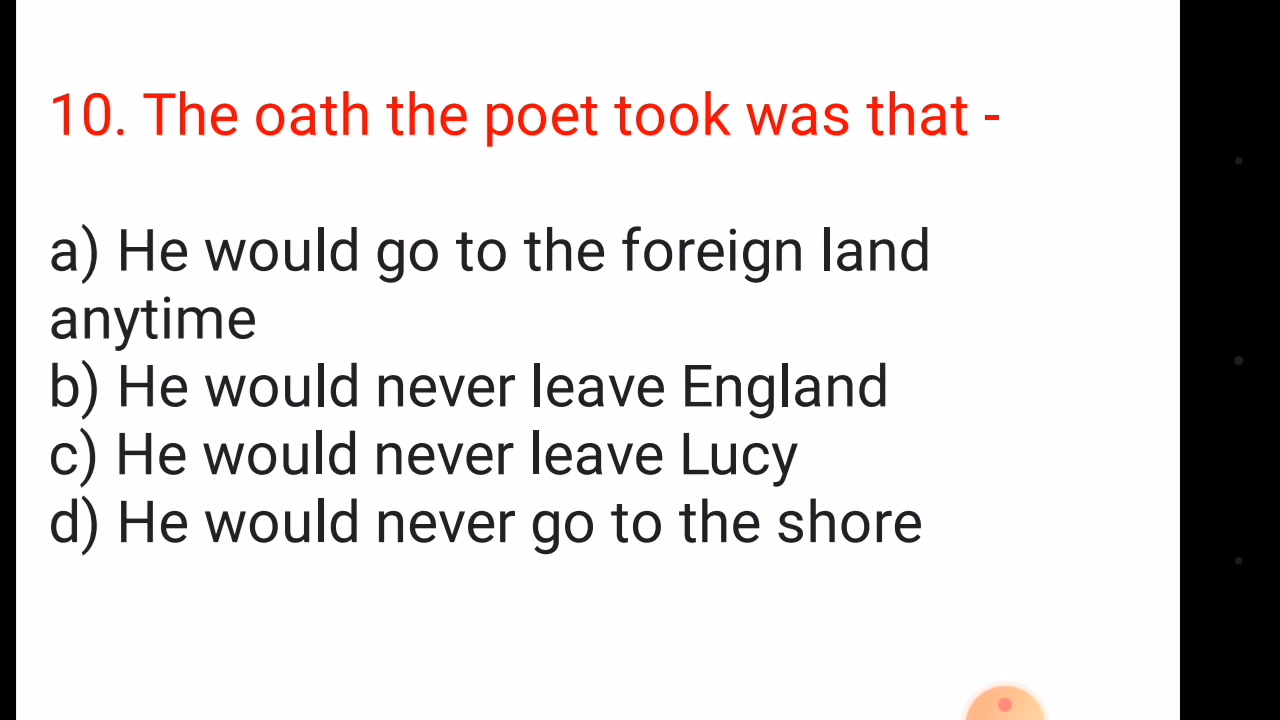 10. The oath the poet took was that -
a) He would go to the foreign land
anytime
b) He would never leave England
c) He would never leave Lucy
d) He would never go to the shore